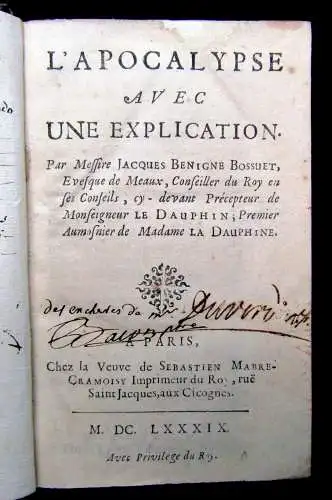 L'APOCALYPSE
AVEC
UNE EXPLICATION.
Par Messire JACQUES BENIGNE BOSSUET,
Evesque de Meaux, Conseiller du Roy en
ses Conseils, cy-devant Précepteur de
Monseigneur LE DAUPHIN, Premier
Aumosnier de Madame LA DAUPHINE.
A PARIS,
Chez la Veuve de SEBASTIEN MABRE-
CRAMOISY Imprimeur du Roy, ruë
Saint Jacques, aux Cicognes.
M. DC. LXXXIX.
Avec Privilege du Roy.